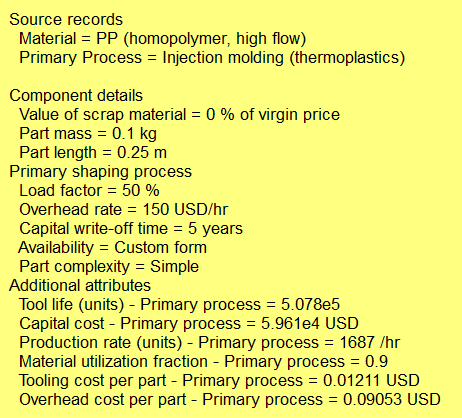 Source records
Material = PP (homopolymer, high flow)
Primary Process = Injection molding (thermoplastics)
Component details
Value of scrap material = 0 % of virgin price
Part mass = 0.1 kg
Part length = 0.25 m
Primary shaping process
Load factor = 50 %
Overhead rate = 150 USD/hr
Capital write-off time = 5 years
Availability = Custom form
Part complexity = Simple
Additional attributes
Tool life (units) - Primary process = 5.078e5
Capital cost - Primary process = 5.961e4 USD
Production rate (units) - Primary process = 1687 /hr
Material utilization fraction - Primary process = 0.9
Tooling cost per part - Primary process = 0.01211 USD
Overhead cost per part - Primary process = 0.09053 USD